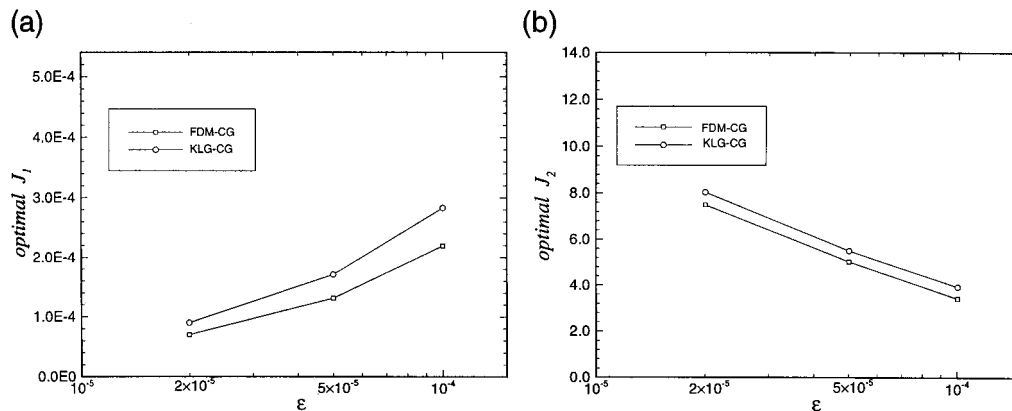 (a)
5.0E-4
4.0E-4
3.0E-4
2.0E-4
1.0E-4
0.0E0
optimal J1
FDM-CG
KLG-CG
10-5
2×10-5
5×10-5
10-4
ε
(b)
14.0
12.0
10.0
8.0
6.0
4.0
2.0
0.0
optimal J2
FDM-CG
KLG-CG
10-5
2×10-5
5×10-5
10-4
ε